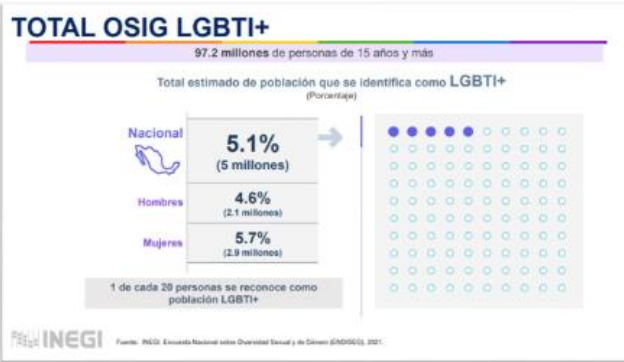 TOTAL OSIG LGBTI+
97.2 millones de personas de 15 años y más
Total estimado de población que se identifica como LGBTI+
(Porcentaje)
Nacional
5.1%
(5 millones)
Hombres
4.6%
(2.1 millones)
Mujeres
5.7%
(2.9 millones)
1 de cada 20 personas se reconoce como
población LGBTI+
INEGI
Fuente: INEGI. Encuesta Nacional sobre Diversidad Sexual y de Género (ENDISEG), 2021.